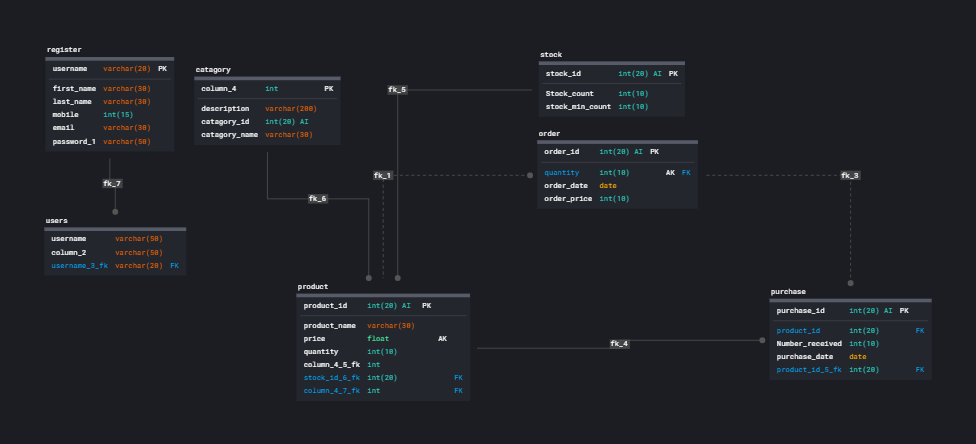 register
username varchar(20) PK
first_name varchar(30)
last_name varchar(30)
mobile int(15)
email varchar(30)
password_1 varchar(50)
catagory
column_4 int PK
description varchar(200)
catagory_id int(20) AI
catagory_name varchar(30)
stock
stock_id int(20) AI PK
Stock_count int(10)
stock_min_count int(10)
fk_5
order
order_id int(20) AI PK
quantity int(10) AK FK
order_date date
order_price int(10)
fk_1
fk_3
fk_7
fk_6
users
username varchar(50)
column_2 varchar(50)
username_3_fk varchar(20) FK
product
product_id int(20) AI PK
product_name varchar(30)
price float AK
quantity int(10)
column_4_5_fk int
stock_id_6_fk int(20) FK
column_4_7_fk int FK
fk_4
purchase
purchase_id int(20) AI PK
product_id int(20) FK
Number_received int(10)
purchase_date date
product_id_5_fk int(20) FK